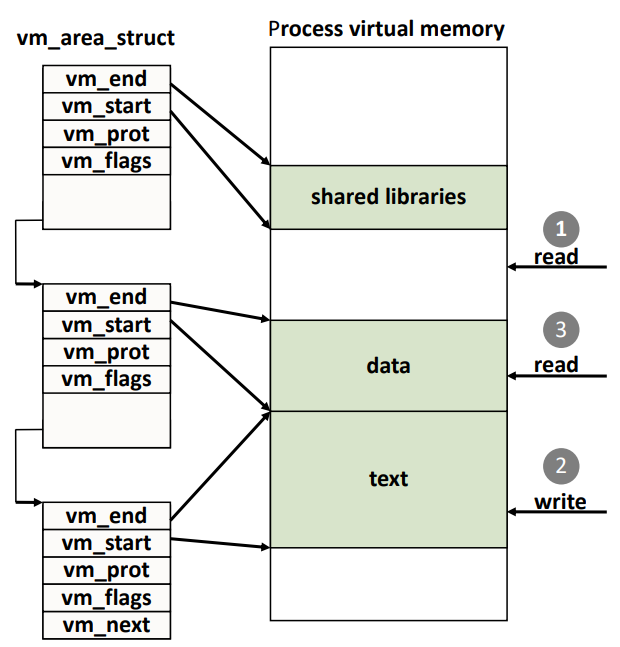 Process virtual memory
vm_area_struct
vm_end
vm_start
vm_prot
vm_flags
shared libraries
1
read
vm_end
vm_start
vm_prot
vm_flags
3
data
read
2
text
write
vm_end
vm_start
vm_prot
vm_flags
vm_next